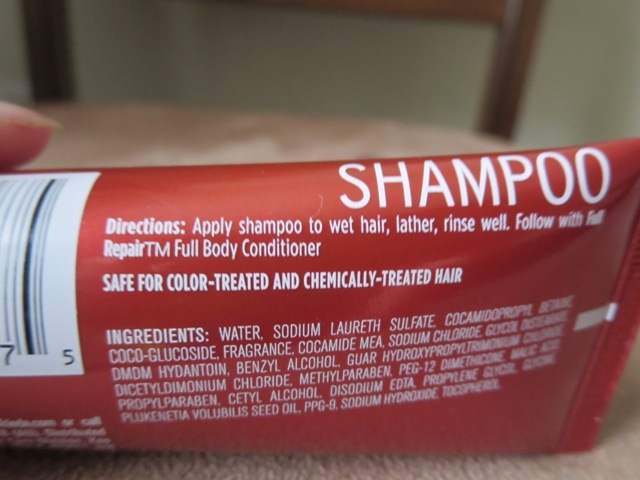 SHAMPOO
Directions: Apply shampoo to wet hair, lather, rinse well. Follow with Full
Repair™ Full Body Conditioner
SAFE FOR COLOR-TREATED AND CHEMICALLY-TREATED HAIR
INGREDIENTS: WATER, SODIUM LAURETH SULFATE, COCAMIDOPROPYL BETAINE,
COCO-GLUCOSIDE, FRAGRANCE, COCAMIDE MEA, SODIUM CHLORIDE, GLYCOL DISTEARATE,
DMDM HYDANTOIN, BENZYL ALCOHOL, GUAR HYDROXYPROPYLTRIMONIUM CHLORIDE,
DICETYLDIMONIUM CHLORIDE, METHYLPARABEN, PEG-12 DIMETHICONE, MALIC ACID,
PROPYLPARABEN, CETYL ALCOHOL, DISODIUM EDTA, PROPYLENE GLYCOL, GLYCINE,
PLUKENETIA VOLUBILIS SEED OIL, PPG-9, SODIUM HYDROXIDE, TOCOPHEROL.
7 5
or call